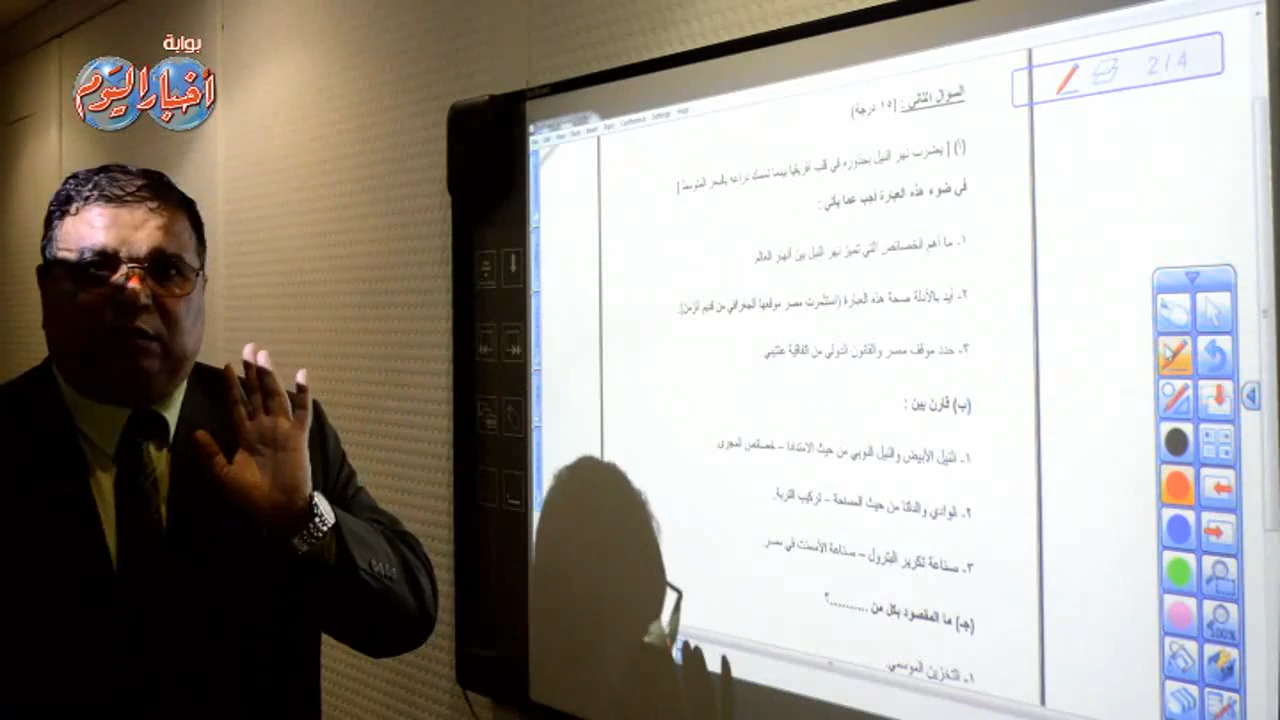 بوابة
أخبار اليوم
2/4
السؤال الثاني : [١٥ درجة)
(أ) [ يضرب نهر النيل بجذوره في قلب أفريقيا بينما تمسك ذراعه بالبحر المتوسط ]
في ضوء هذه العبارة أجب عما يأتي :
١- ما أهم الخصائص التي تميز نهر النيل بين أنهار العالم
٢- أيد بالأدلة صحة هذه العبارة (استثمرت مصر موقعها الجغرافي من قديم الزمن).
٣- حدد موقف مصر والقانون الدولي من اتفاقية عنتيبي
(ب) قارن بين :
١- النيل الأبيض والنيل النوبي من حيث الامتداد – خصائص المجرى
٢- الوادي والدلتا من حيث المساحة – تركيب التربة.
٣- صناعة تكرير البترول – صناعة الأسمنت في مصر
(جـ) ما المقصود بكل من ..........؟
١- التخزين الموسمي.
100%